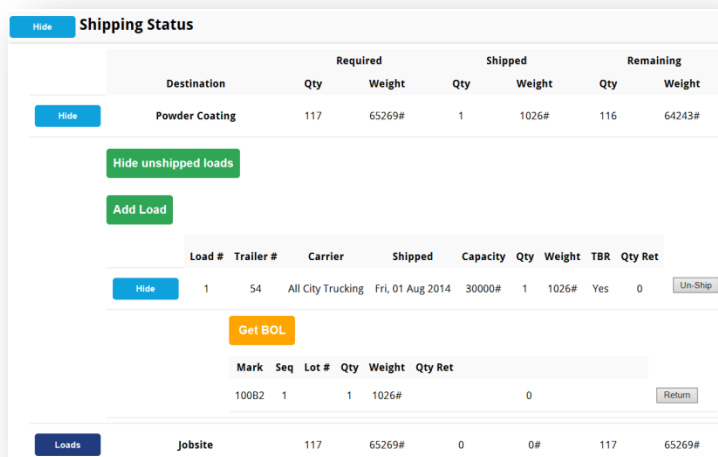 Hide Shipping Status
Required Shipped Remaining
Destination Qty Weight Qty Weight Qty Weight
Hide Powder Coating 117 65269# 1 1026# 116 64243#
Hide unshipped loads
Add Load
Load # Trailer # Carrier Shipped Capacity Qty Weight TBR Qty Ret
Hide 1 54 All City Trucking Fri, 01 Aug 2014 30000# 1 1026# Yes 0 Un-Ship
Get BOL
Mark Seq Lot # Qty Weight Qty Ret
100B2 1 1 1026# 0 Return
Loads Jobsite 117 65269# 0 0# 117 65269#